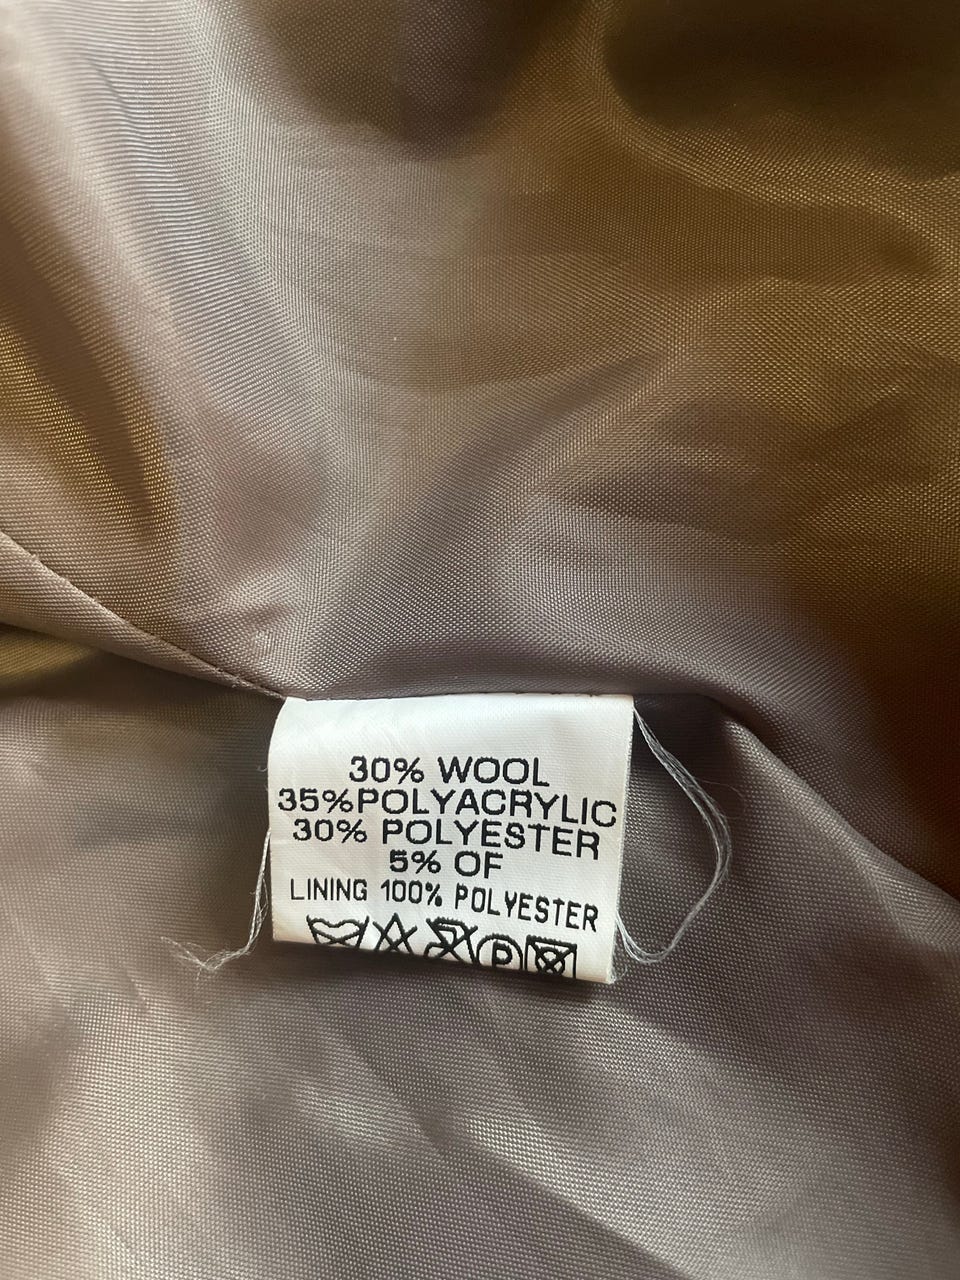 30% WOOL
35%POLYACRYLIC
30% POLYESTER
5% OF
LINING 100% POLYESTER
P